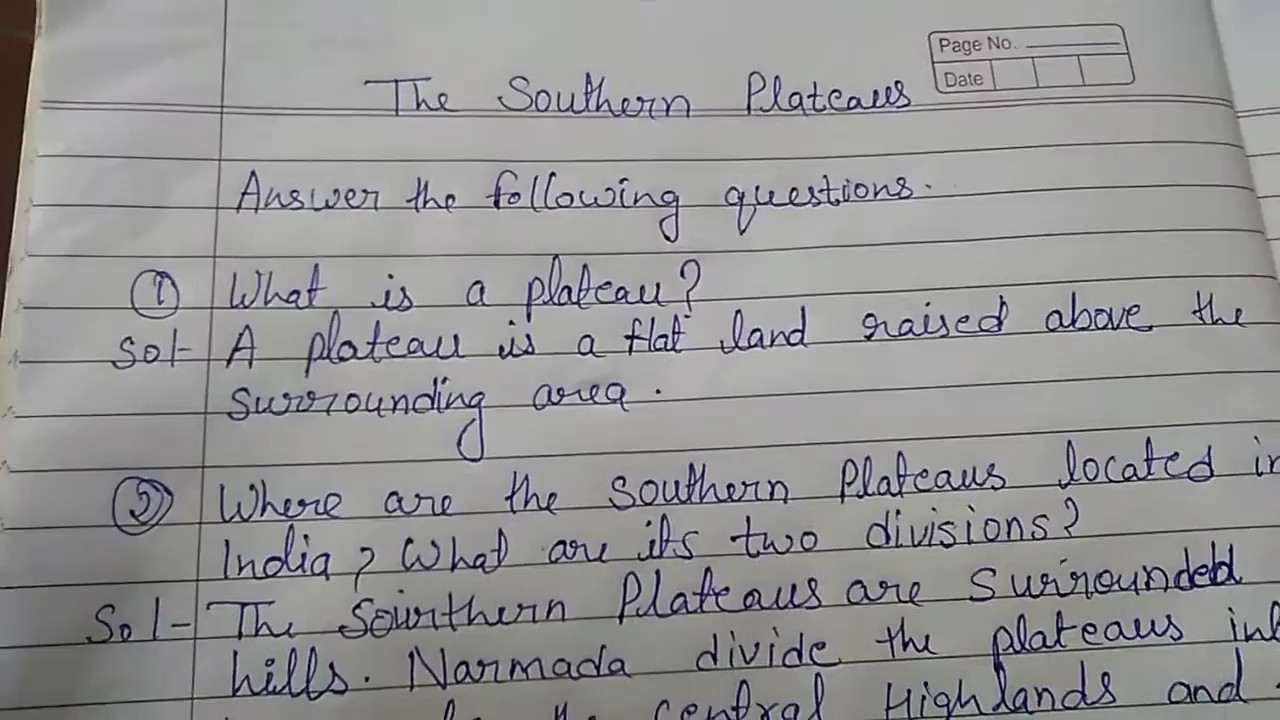 Page No.
Date
The Southern Plateaus
Answer the following questions.
① What is a plateau?
Sol- A plateau is a flat land raised above the
surrounding area.
② Where are the Southern Plateaus located in
India? What are its two divisions?
Sol- The Sourthern Plateaus are Surrounded
hills. Narmada divide the plateaus
central Highlands and